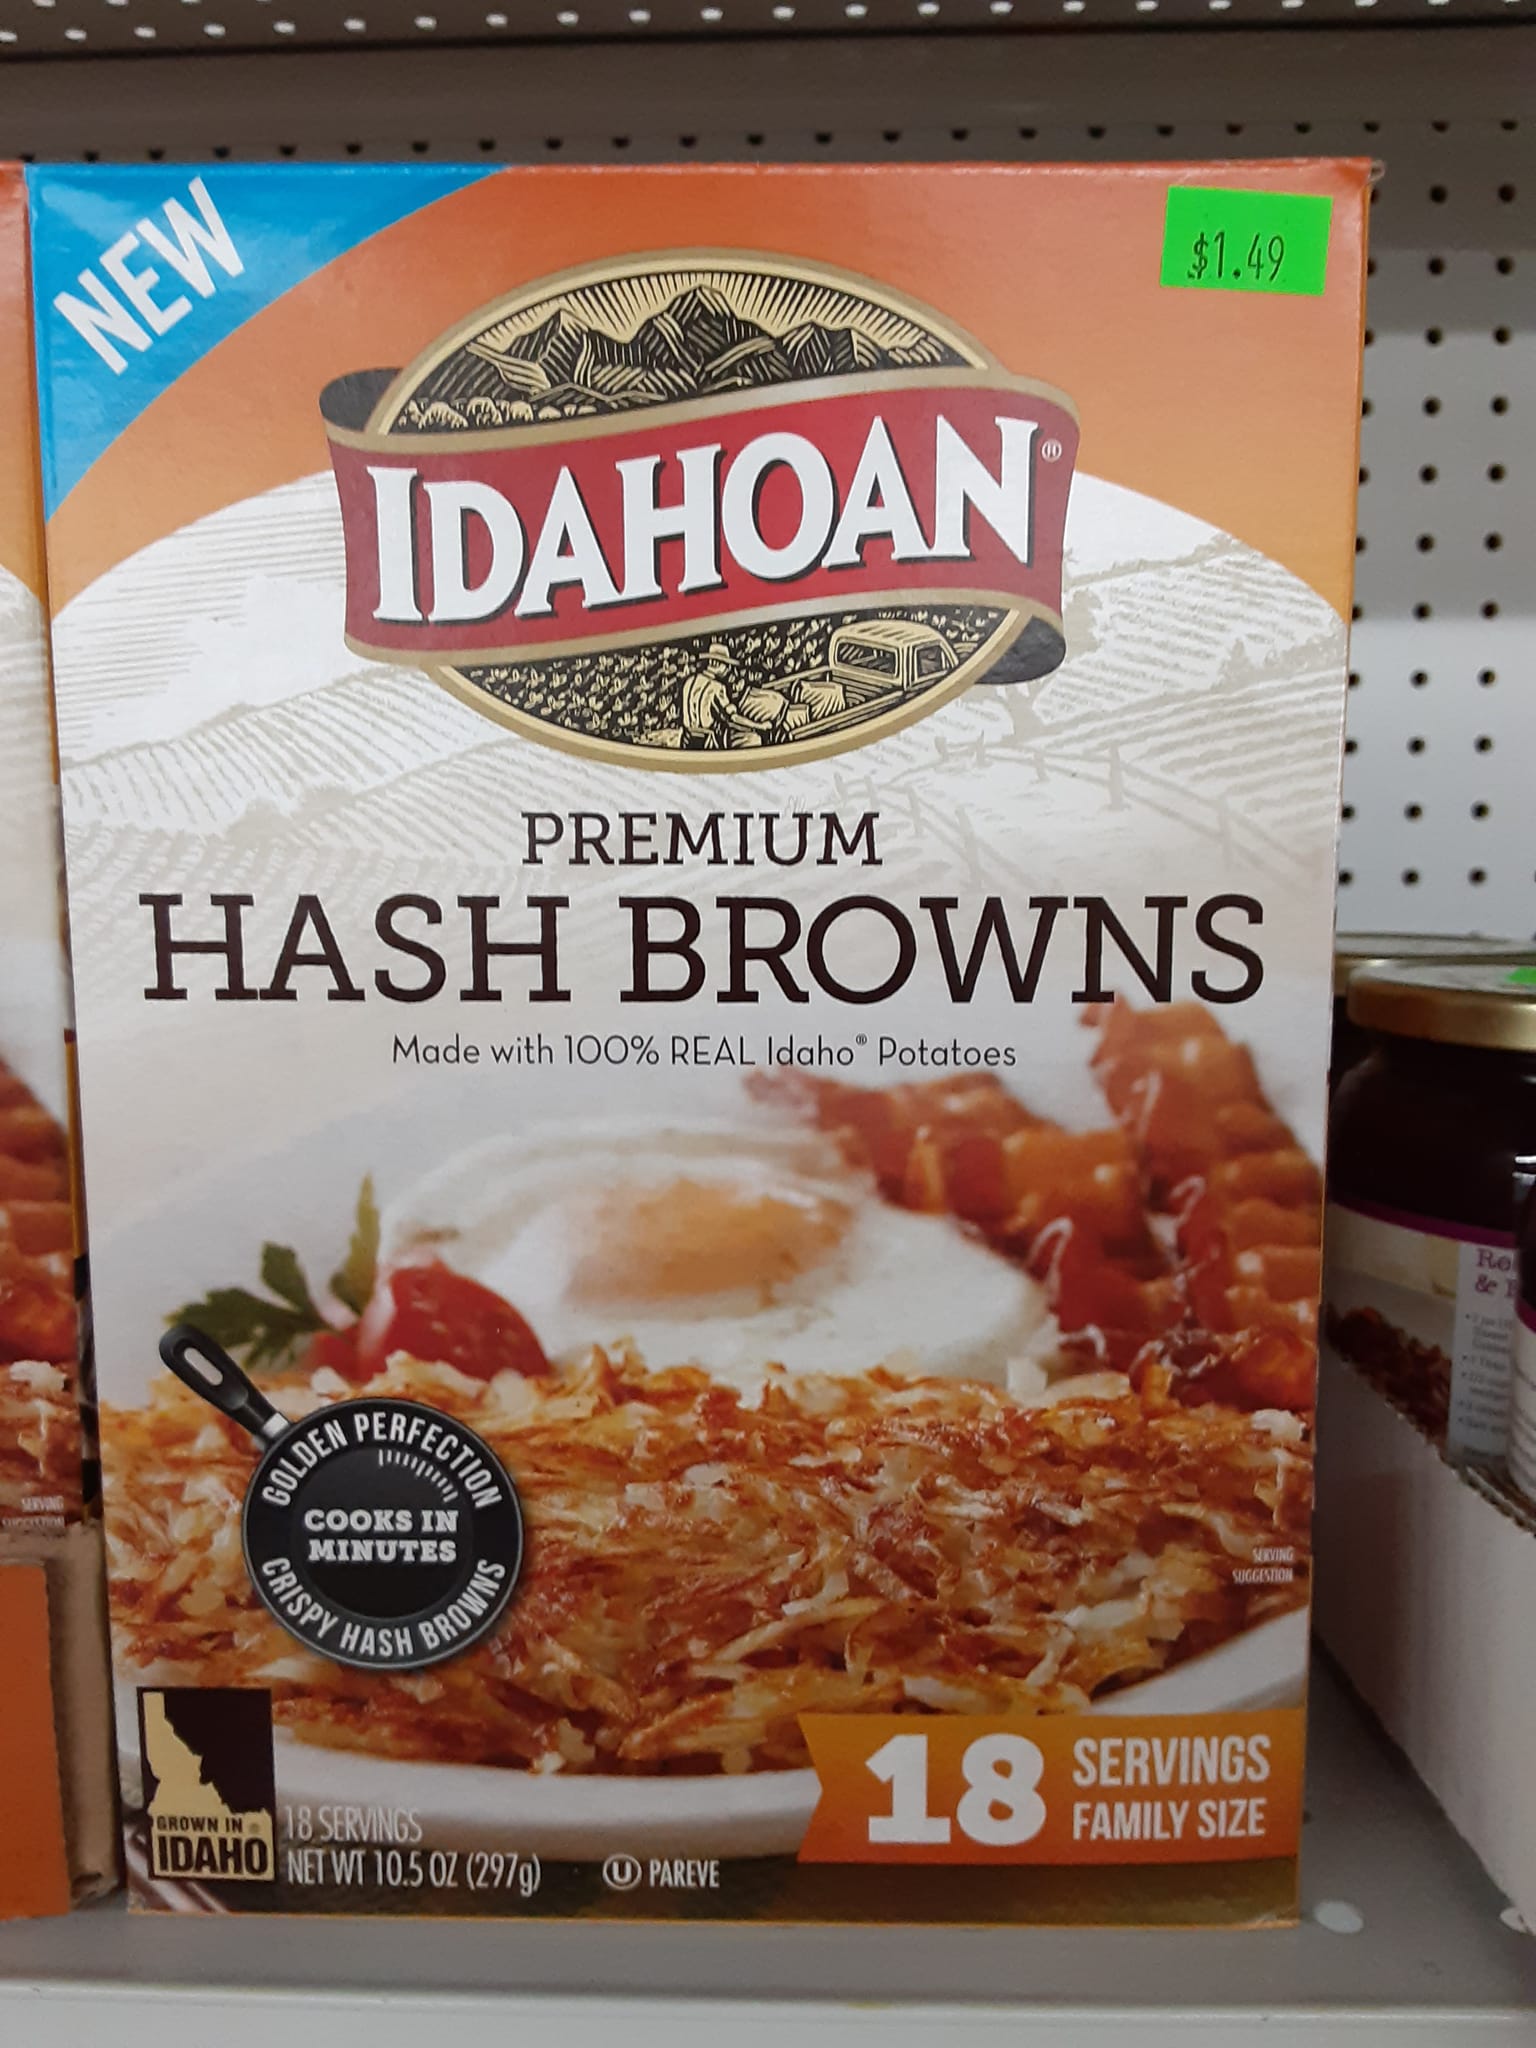 NEW
$1.49
IDAHOAN®
PREMIUM
HASH BROWNS
Made with 100% REAL Idaho® Potatoes
GOLDEN PERFECTION
COOKS IN
MINUTES
CRISPY HASH BROWNS
SERVING
SUGGESTION
SERVING
SUGGESTION
18 SERVINGS
FAMILY SIZE
GROWN IN
IDAHO
18 SERVINGS
NET WT 10.5 OZ (297g)
U PAREVE
&